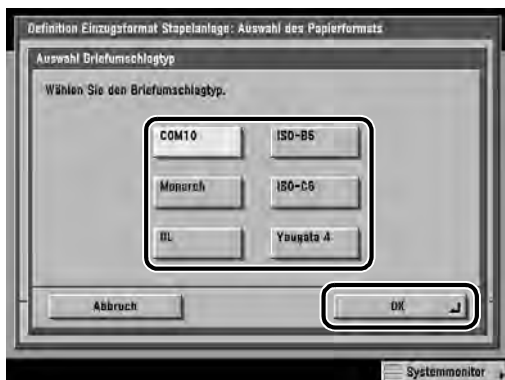 Definition Einzugsformat Stapelanlage: Auswahl des Papierformats
Auswahl Briefumschlagtyp
Wählen Sie den Briefumschlagtyp.
COM10 ISO-B5
Monarch ISO-C5
DL Yougata 4
Abbruch OK
Systemmonitor